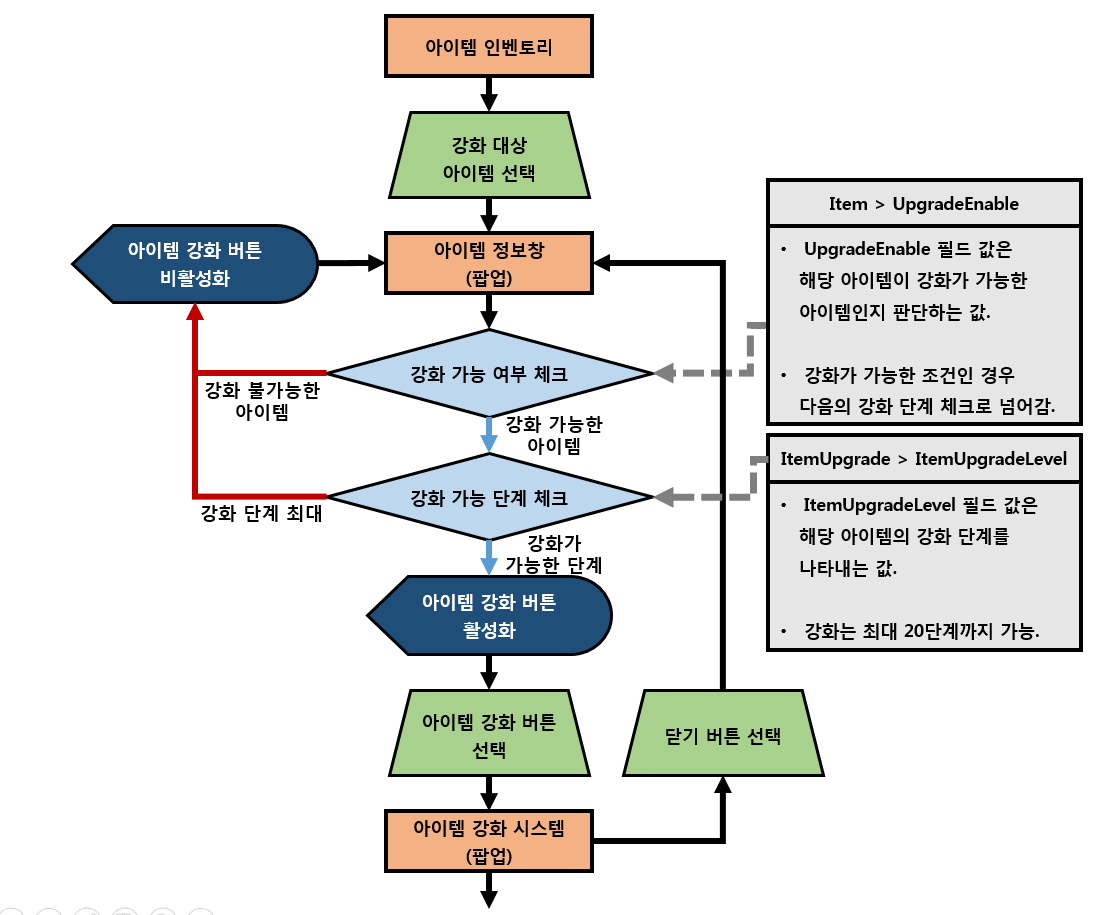 아이템 인벤토리
강화 대상
아이템 선택
아이템 강화 버튼
비활성화
아이템 정보창
(팝업)
강화 가능 여부 체크
강화 불가능한
아이템
강화 가능한
아이템
강화 가능 단계 체크
강화 단계 최대
강화가
가능한 단계
아이템 강화 버튼
활성화
아이템 강화 버튼
선택
닫기 버튼 선택
아이템 강화 시스템
(팝업)
Item > UpgradeEnable
• UpgradeEnable 필드 값은
해당 아이템이 강화가 가능한
아이템인지 판단하는 값.
• 강화가 가능한 조건인 경우
다음의 강화 단계 체크로 넘어감.
ItemUpgrade > ItemUpgradeLevel
• ItemUpgradeLevel 필드 값은
해당 아이템의 강화 단계를
나타내는 값.
• 강화는 최대 20단계까지 가능.